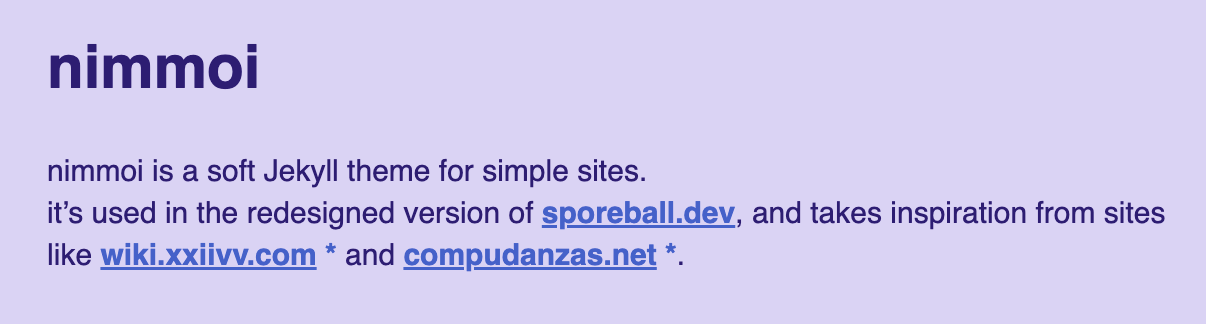 nimmoi
nimmoi is a soft Jekyll theme for simple sites.
it’s used in the redesigned version of sporeball.dev, and takes inspiration from sites
like wiki.xxiivv.com * and compudanzas.net *.